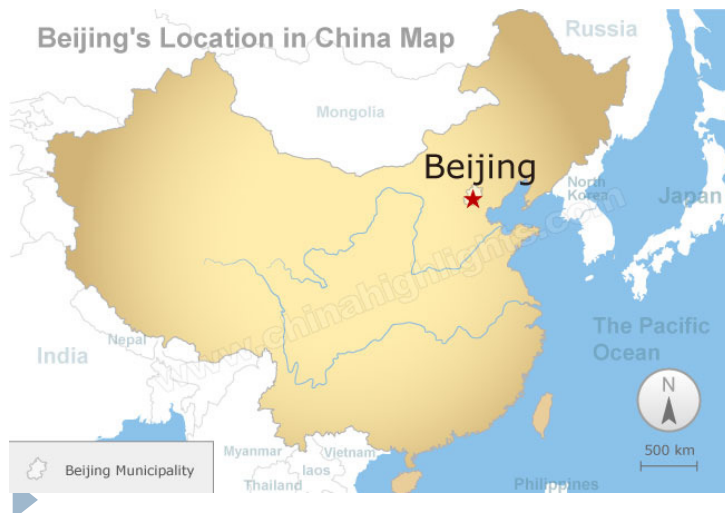 Beijing's Location in China Map
Russia
Mongolia
Beijing
North
Korea
Japan
www.chinahighlights.com
The Pacific
Ocean
Nepal
India
N
500 km
Myanmar
Vietnam
laos
Thailand
Philippines
Beijing Municipality